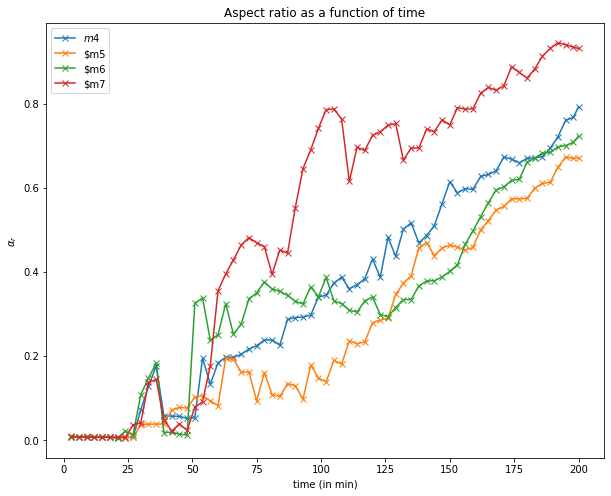 Aspect ratio as a function of time
m4
$m5
$m6
$m7
0.8
0.6
0.4
0.2
0.0
αᵣ
0 25 50 75 100 125 150 175 200
time (in min)